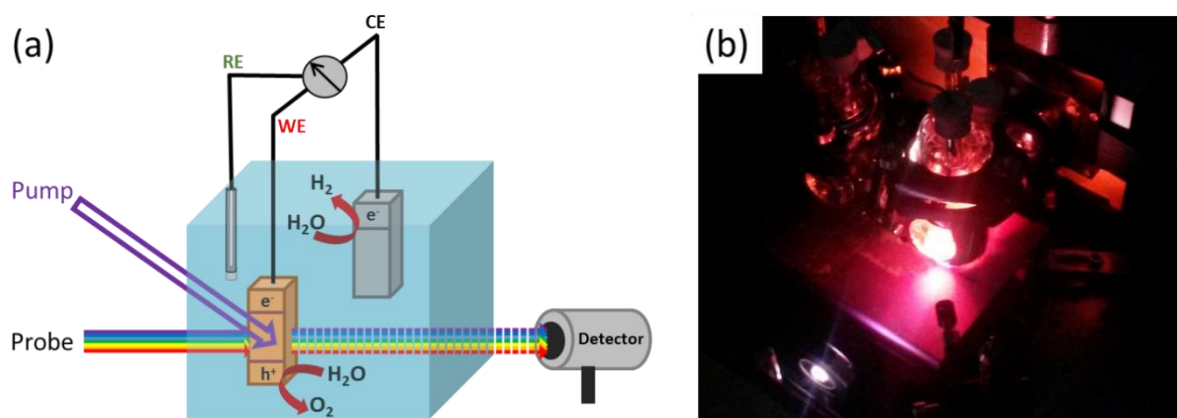 (a)
CE
RE
WE
Pump
H₂
H₂O
e⁻
e⁻
Probe
Detector
h⁺
H₂O
O₂
(b)